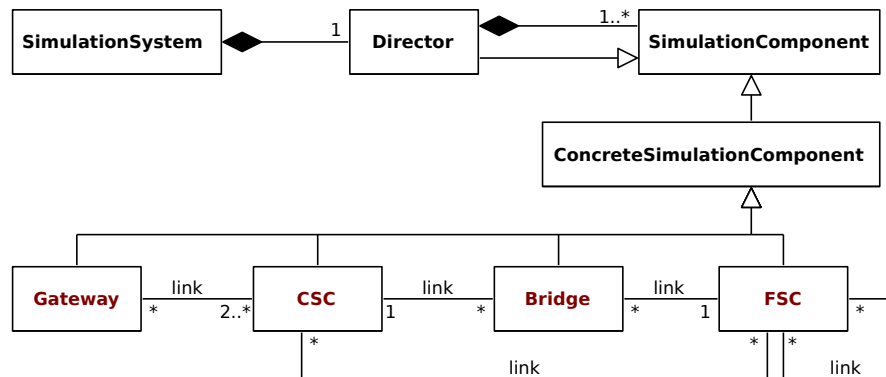 SimulationSystem
1
Director
1..*
SimulationComponent
ConcreteSimulationComponent
Gateway
link
*
2..*
CSC
1
link
*
Bridge
*
link
1
FSC
*
*
link
*
*
link